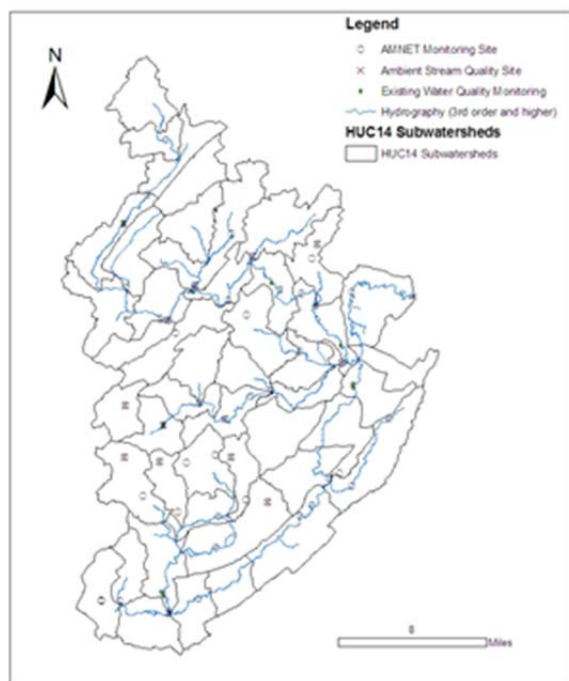 N
Legend
AMNET Monitoring Site
Ambient Stream Quality Site
Existing Water Quality Monitoring
Hydrography (3rd order and higher)
HUC14 Subwatersheds
HUC14 Subwatersheds
8
Miles